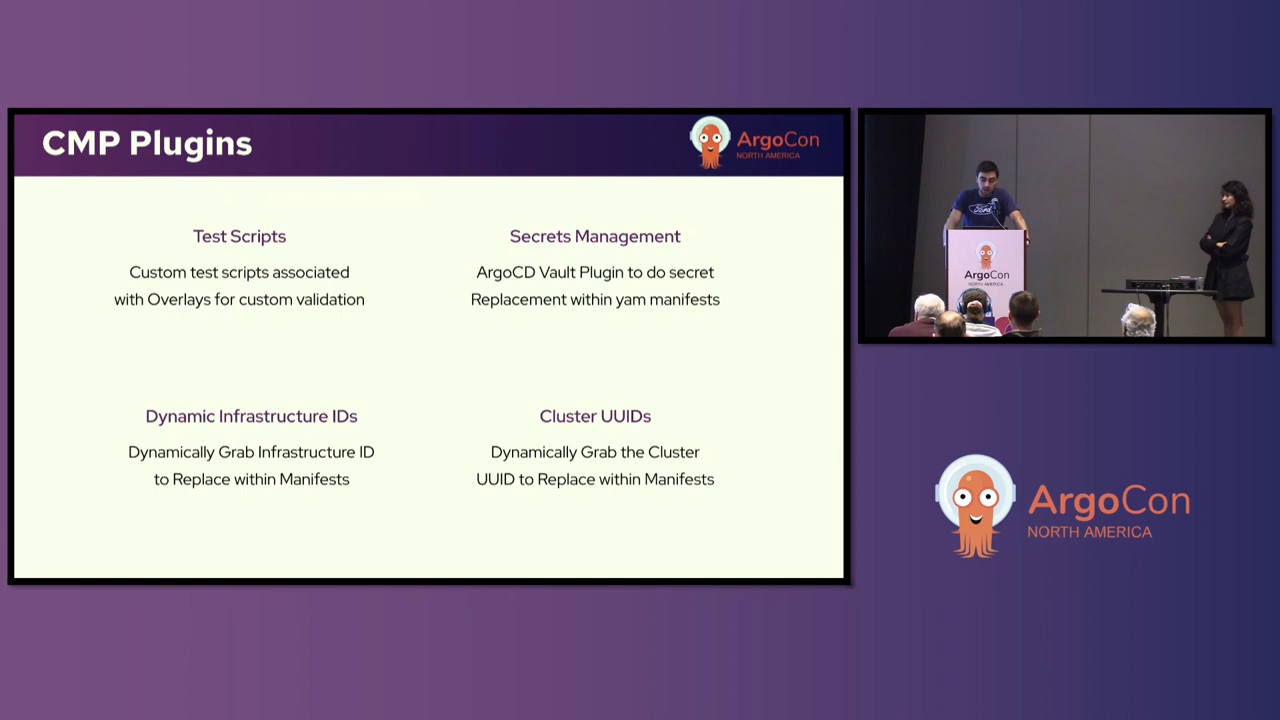 CMP Plugins
ArgoCon
NORTH AMERICA
Test Scripts
Custom test scripts associated
with Overlays for custom validation
Secrets Management
ArgoCD Vault Plugin to do secret
Replacement within yam manifests
Dynamic Infrastructure IDs
Dynamically Grab Infrastructure ID
to Replace within Manifests
Cluster UUIDs
Dynamically Grab the Cluster
UUID to Replace within Manifests
Ford
ArgoCon
NORTH AMERICA
ArgoCon
NORTH AMERICA